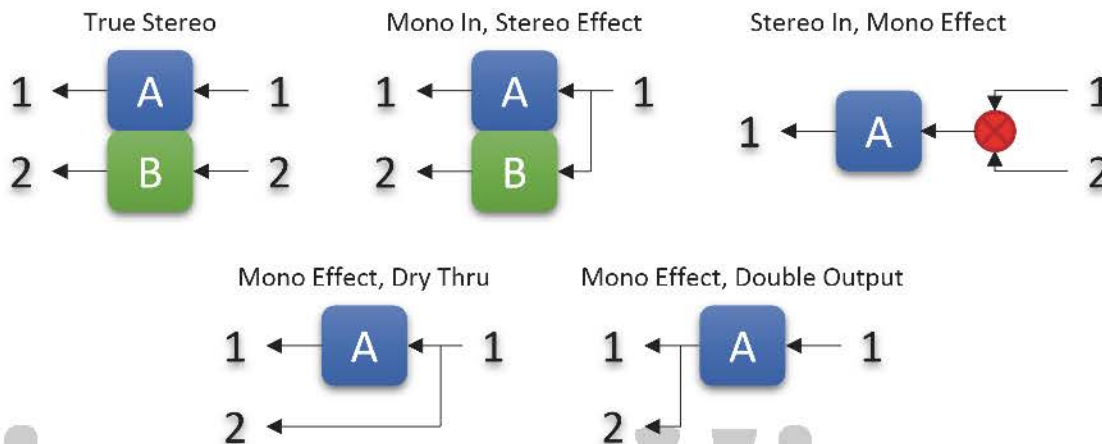 True Stereo
Mono In, Stereo Effect
Stereo In, Mono Effect
1 A 1
1 A 1
1
1 A
2 B 2
2 B
2
Mono Effect, Dry Thru
Mono Effect, Double Output
1 A 1
1 A 1
2
2